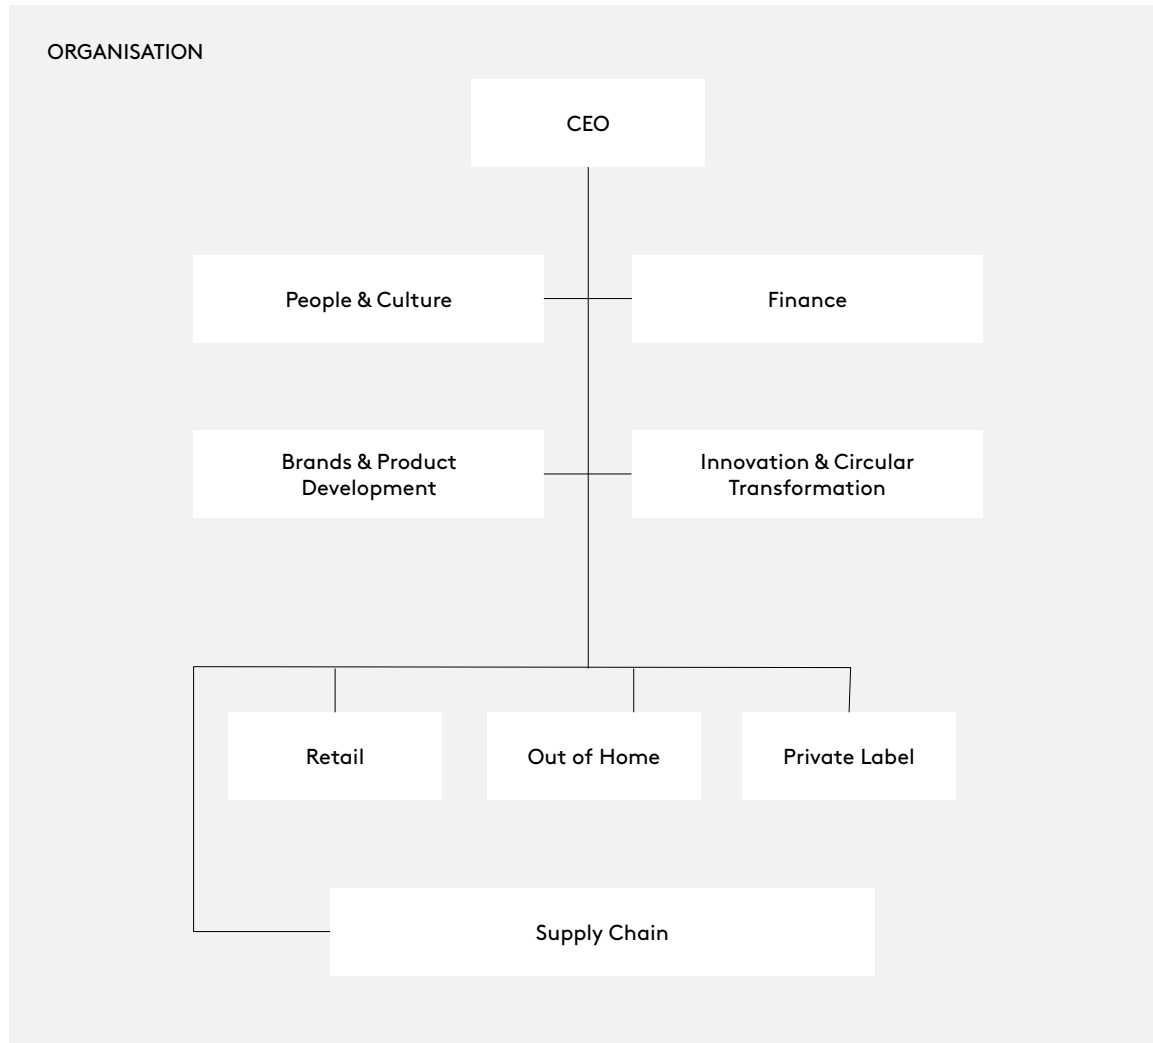 ORGANISATION
CEO
People & Culture
Finance
Brands & Product
Development
Innovation & Circular
Transformation
Retail
Out of Home
Private Label
Supply Chain